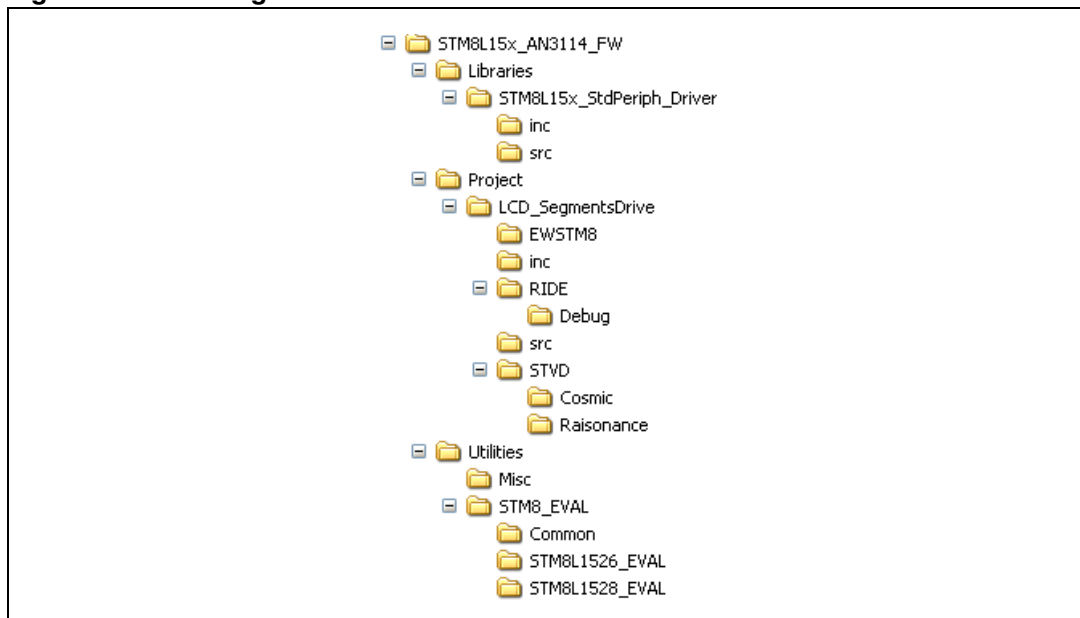 STM8L15x_AN3114_FW
Libraries
STM8L15x_StdPeriph_Driver
inc
src
Project
LCD_SegmentsDrive
EWSTM8
inc
RIDE
Debug
src
STVD
Cosmic
Raisonance
Utilities
Misc
STM8_EVAL
Common
STM8L1526_EVAL
STM8L1528_EVAL